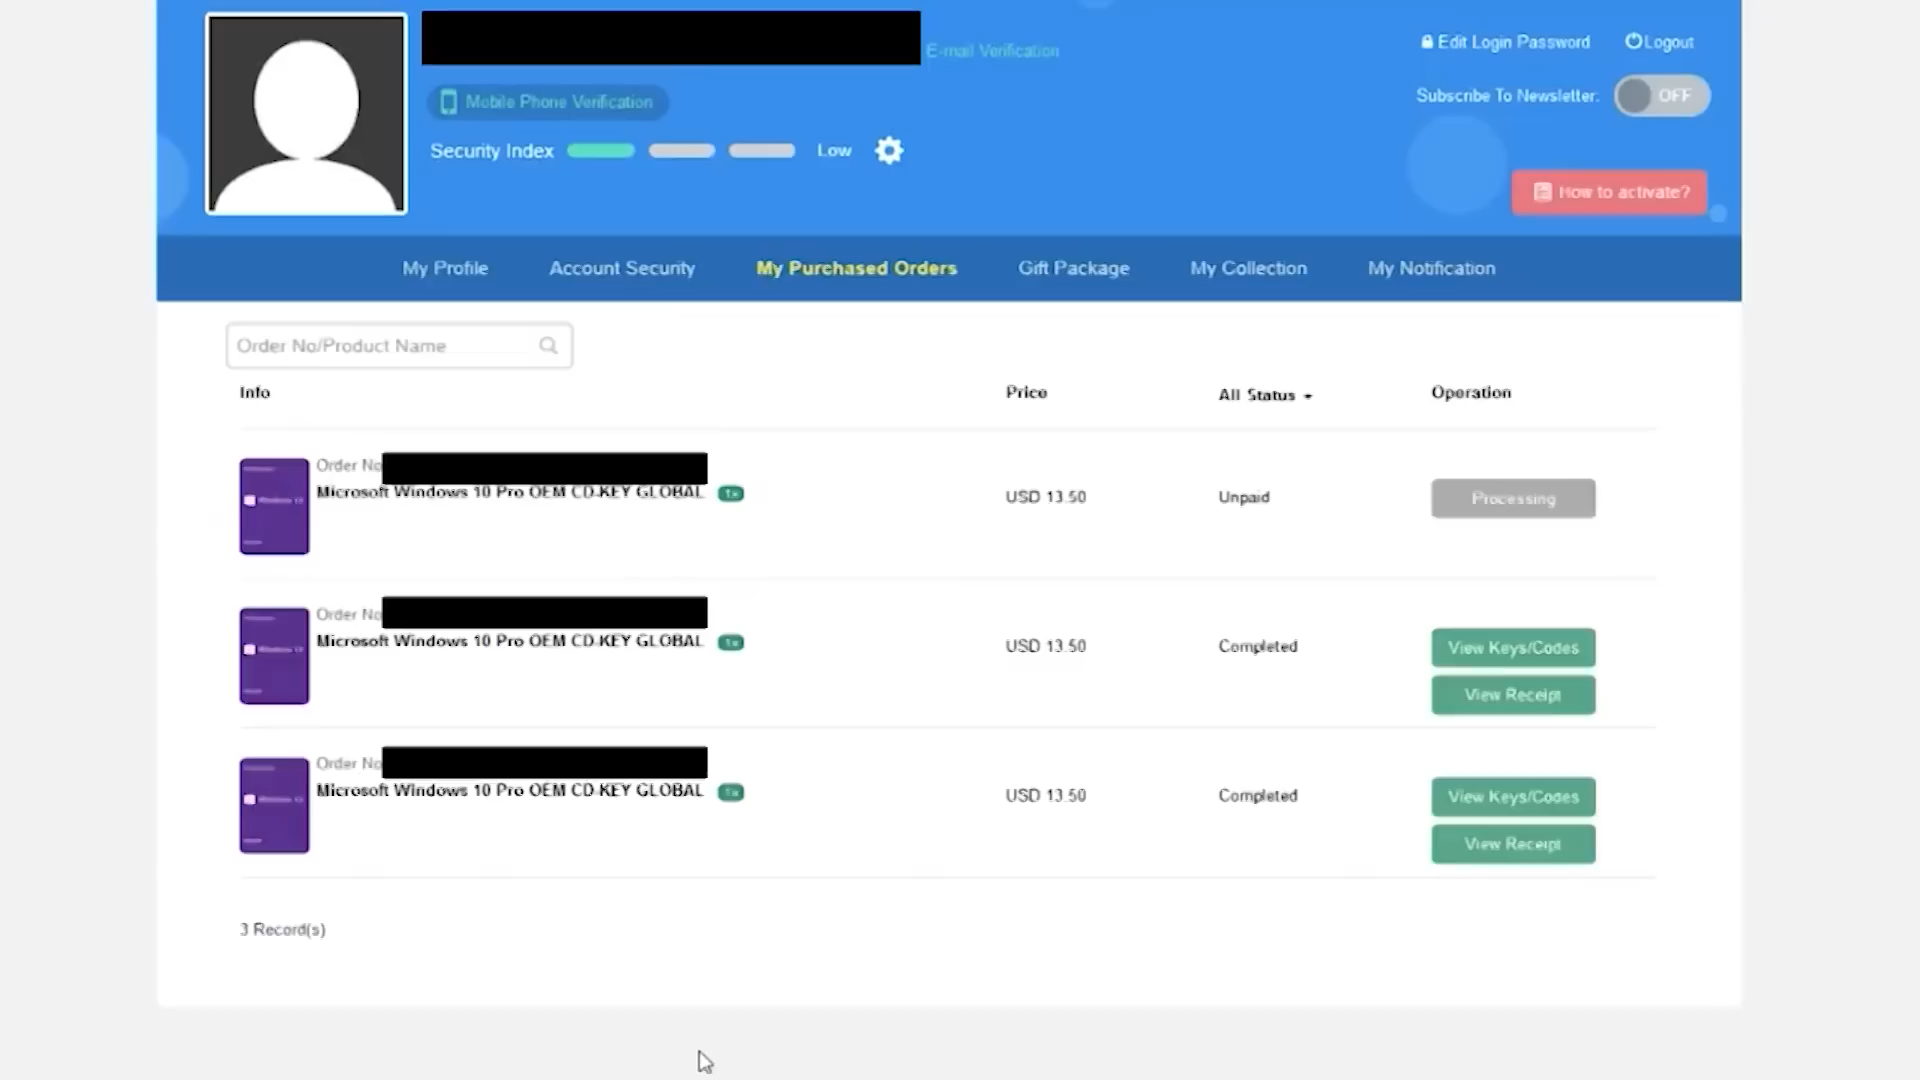 E-mail Verification
Edit Login Password
Logout
Mobile Phone Verification
Subscribe To Newsletter:
OFF
Security Index
Low
How to activate?
My Profile
Account Security
My Purchased Orders
Gift Package
My Collection
My Notification
Order No/Product Name
Info
Price
All Status
Operation
Order No
Microsoft Windows 10 Pro OEM CD-KEY GLOBAL
1x
USD 13.50
Unpaid
Processing
Order No
Microsoft Windows 10 Pro OEM CD-KEY GLOBAL
1x
USD 13.50
Completed
View Keys/Codes
View Receipt
Order No
Microsoft Windows 10 Pro OEM CD-KEY GLOBAL
1x
USD 13.50
Completed
View Keys/Codes
View Receipt
3 Record(s)